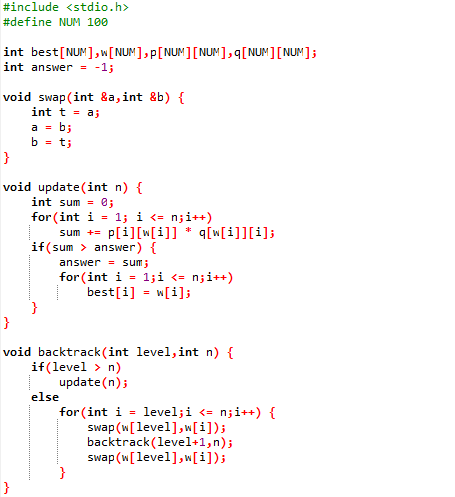 #include <stdio.h>
#define NUM 100

int best[NUM],w[NUM],p[NUM][NUM],q[NUM][NUM];
int answer = -1;

void swap(int &a,int &b) {
    int t = a;
    a = b;
    b = t;
}

void update(int n) {
    int sum = 0;
    for(int i = 1; i <= n;i++)
        sum += p[i][w[i]] * q[w[i]][i];
    if(sum > answer) {
        answer = sum;
        for(int i = 1;i <= n;i++)
            best[i] = w[i];
    }
}

void backtrack(int level,int n) {
    if(level > n)
        update(n);
    else
        for(int i = level;i <= n;i++) {
            swap(w[level],w[i]);
            backtrack(level+1,n);
            swap(w[level],w[i]);
        }
}